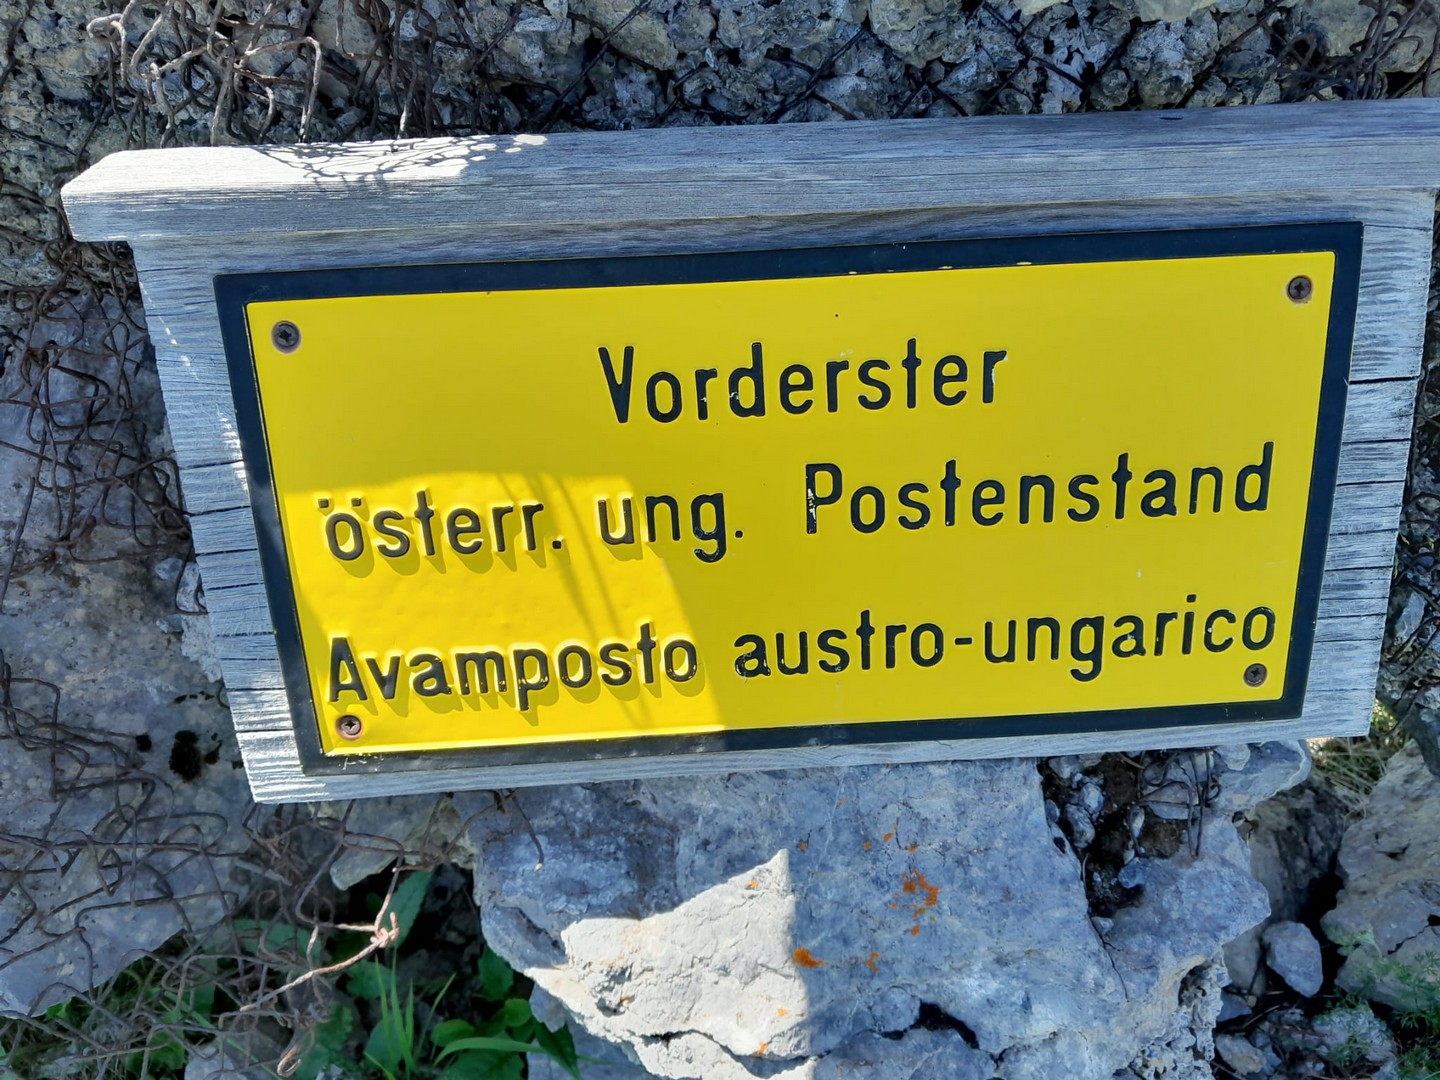 Vorderster
österr. ung. Postenstand
Avamposto austro-ungarico